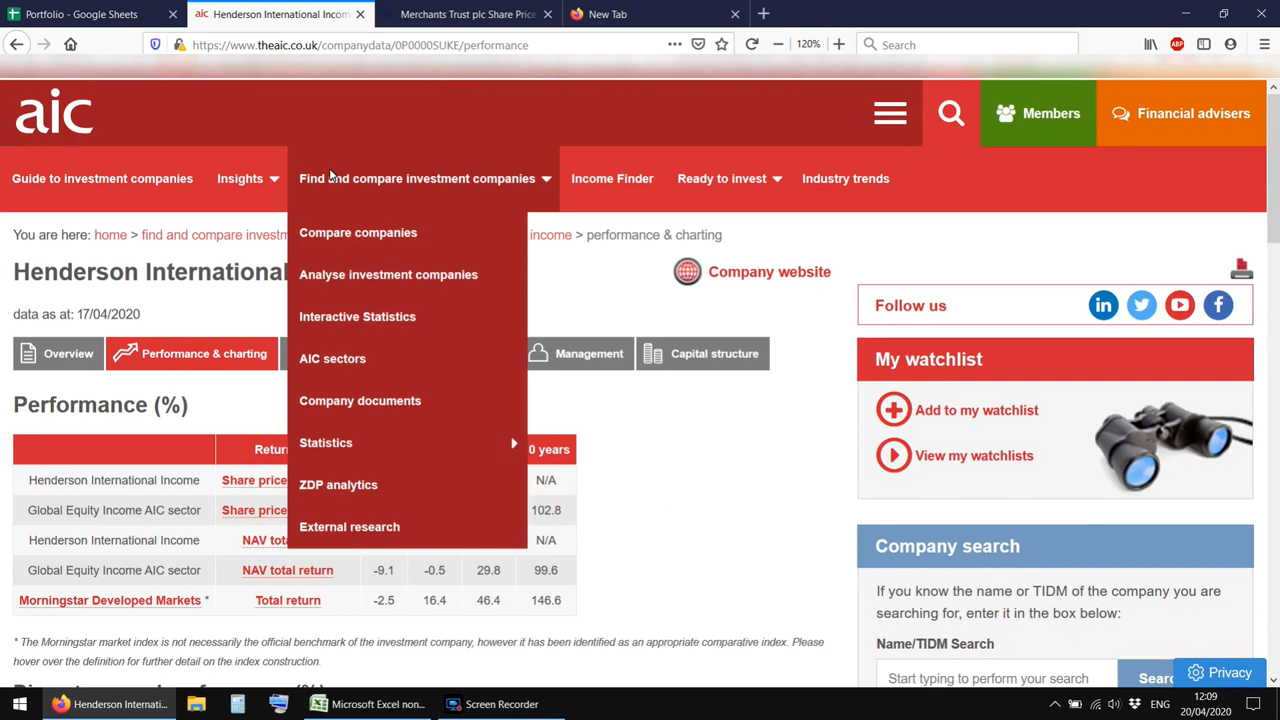 Portfolio - Google Sheets
aic Henderson International Income
Merchants Trust plc Share Price
New Tab
https://www.theaic.co.uk/companydata/0P0000SUKE/performance
120%
Search
ABP
aic
Members
Financial advisers
Guide to investment companies
Insights
Find and compare investment companies
Income Finder
Ready to invest
Industry trends
You are here: home > find and compare investm
income > performance & charting
Compare companies
Analyse investment companies
Interactive Statistics
AIC sectors
Company documents
Statistics
ZDP analytics
External research
Henderson International
Company website
data as at: 17/04/2020
Overview
Performance & charting
Management
Capital structure
Performance (%)
Return
0 years
Henderson International Income Share price N/A
Global Equity Income AIC sector Share price 102.8
Henderson International Income NAV tota N/A
Global Equity Income AIC sector NAV total return -9.1 -0.5 29.8 99.6
Morningstar Developed Markets * Total return -2.5 16.4 46.4 146.6
* The Morningstar market index is not necessarily the official benchmark of the investment company, however it has been identified as an appropriate comparative index. Please
hover over the definition for further detail on the index construction.
Follow us
My watchlist
Add to my watchlist
View my watchlists
Company search
If you know the name or TIDM of the company you are
searching for, enter it in the box below:
Name/TIDM Search
Start typing to perform your search
Searc
Privacy
Henderson Internati...
Microsoft Excel non...
Screen Recorder
ENG
12:09
20/04/2020